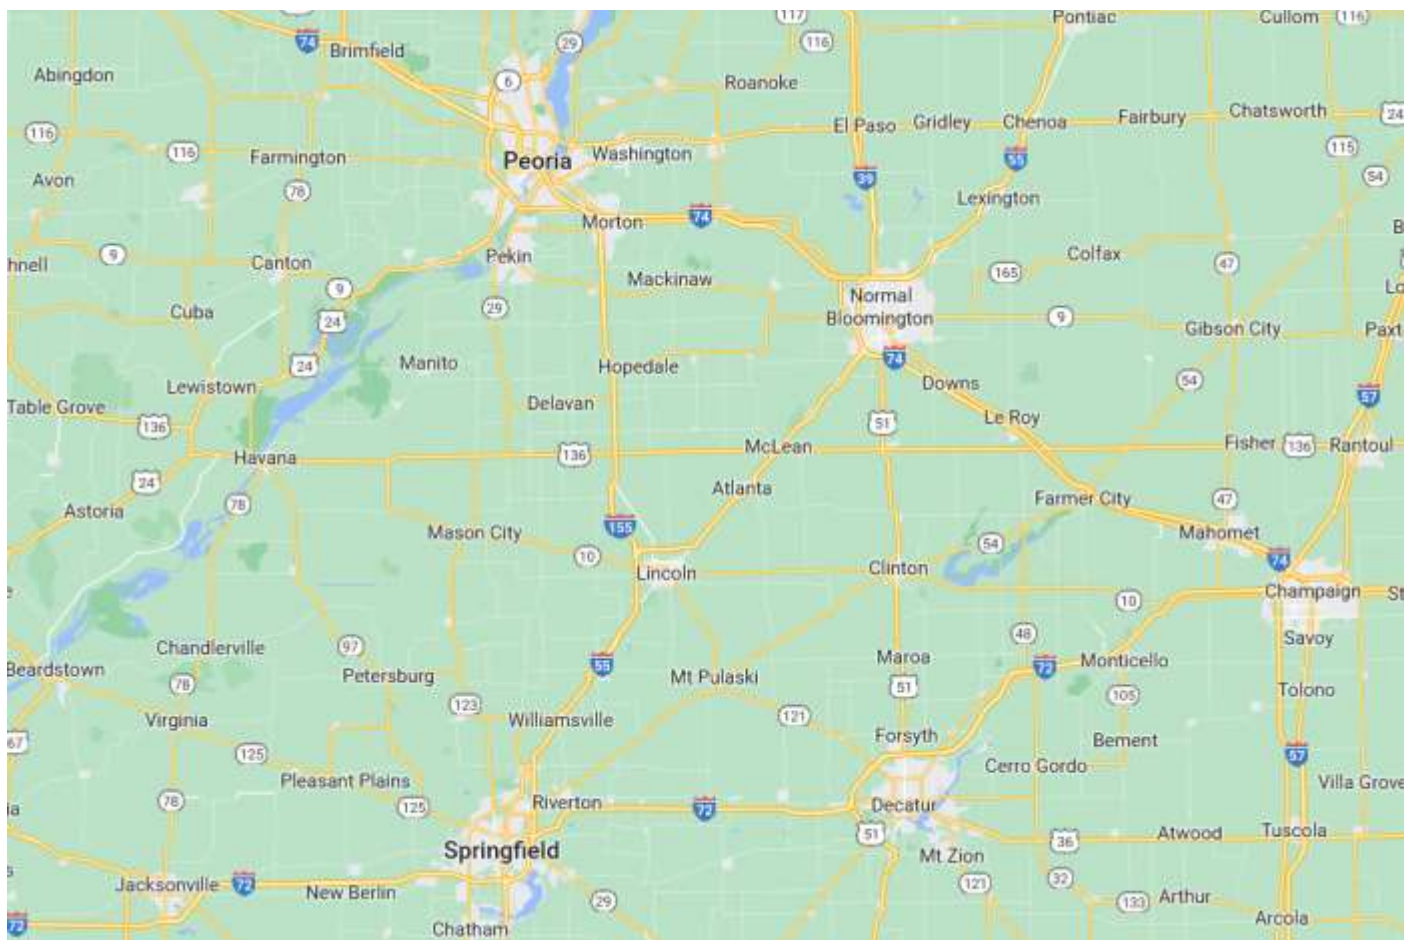 117
Pontiac
Cullom
116
74
Brimfield
29
116
Abingdon
6
Roanoke
116
El Paso
Gridley
Chenoa
Fairbury
Chatsworth
24
116
Farmington
Peoria
Washington
55
115
Avon
78
39
54
Lexington
Morton
74
9
Canton
Pekin
Mackinaw
165
Colfax
47
hnell
9
Cuba
24
29
Normal
Bloomington
9
Gibson City
Paxt
B
Lo
24
Manito
Hopedale
74
Downs
54
57
Lewistown
Table Grove
136
Delavan
51
Le Roy
Havana
136
McLean
Fisher
136
Rantoul
24
78
Atlanta
Farmer City
47
Astoria
Mason City
155
10
54
Mahomet
74
Lincoln
Clinton
10
Champaign
St
e
Chandlerville
97
48
Savoy
Beardstown
78
Petersburg
55
Mt Pulaski
Maroa
51
72
Monticello
105
Tolono
123
Virginia
Williamsville
121
67
125
Forsyth
Bement
57
Pleasant Plains
Cerro Gordo
Villa Grove
ia
78
125
Riverton
72
Decatur
51
36
Atwood
Tuscola
Springfield
Mt Zion
s
Jacksonville
72
New Berlin
29
121
32
133
Arthur
72
Chatham
Arcola